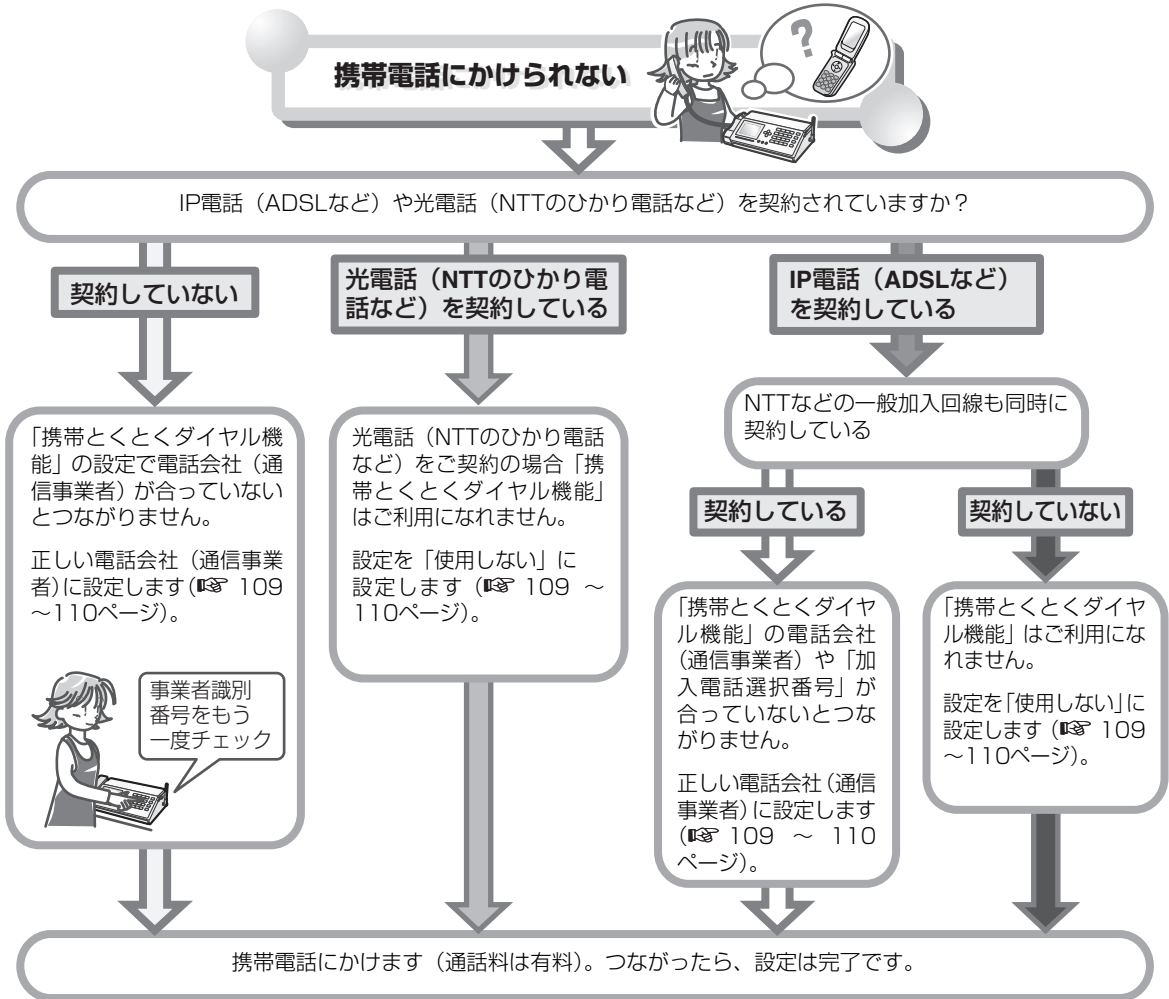 携帯電話にかけられない
?
IP電話（ADSLなど）や光電話（NTTのひかり電話など）を契約されていますか？
契約していない
光電話（NTTのひかり電
話など）を契約している
IP電話（ADSLなど）
を契約している
「携帯とくとくダイヤル機
能」の設定で電話会社（通
信事業者）が合っていない
とつながりません。
正しい電話会社（通信事業
者）に設定します（☞ 109
～110ページ）。
事業者識別
番号をもう
一度チェック
光電話（NTTのひかり電話
など）をご契約の場合「携
帯とくとくダイヤル機能」
はご利用になれません。
設定を「使用しない」に
設定します（☞ 109 ～
110ページ）。
NTTなどの一般加入回線も同時に
契約している
契約している
契約していない
「携帯とくとくダイヤ
ル機能」の電話会社
（通信事業者）や「加
入電話選択番号」が
合っていないとつな
がりません。
正しい電話会社（通信
事業者）に設定します
（☞ 109 ～ 110
ページ）。
「携帯とくとくダイヤ
ル機能」はご利用にな
れません。
設定を「使用しない」に
設定します（☞ 109
～110ページ）。
携帯電話にかけます（通話料は有料）。つながったら、設定は完了です。